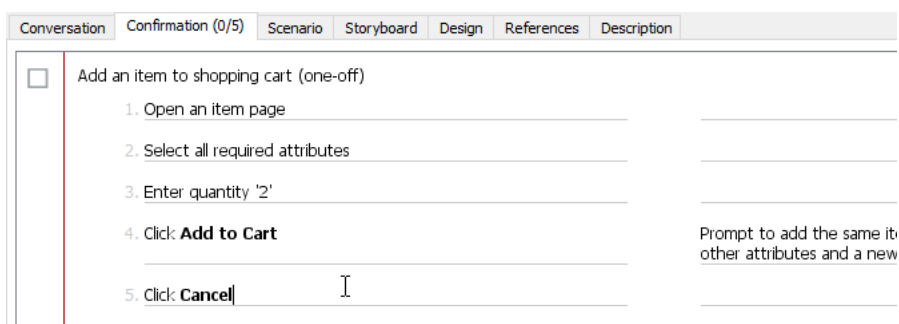 Conversation Confirmation (0/5) Scenario Storyboard Design References Description
Add an item to shopping cart (one-off)
1. Open an item page
2. Select all required attributes
3. Enter quantity '2'
4. Click Add to Cart
Prompt to add the same
other attributes and a new
5. Click Cancel